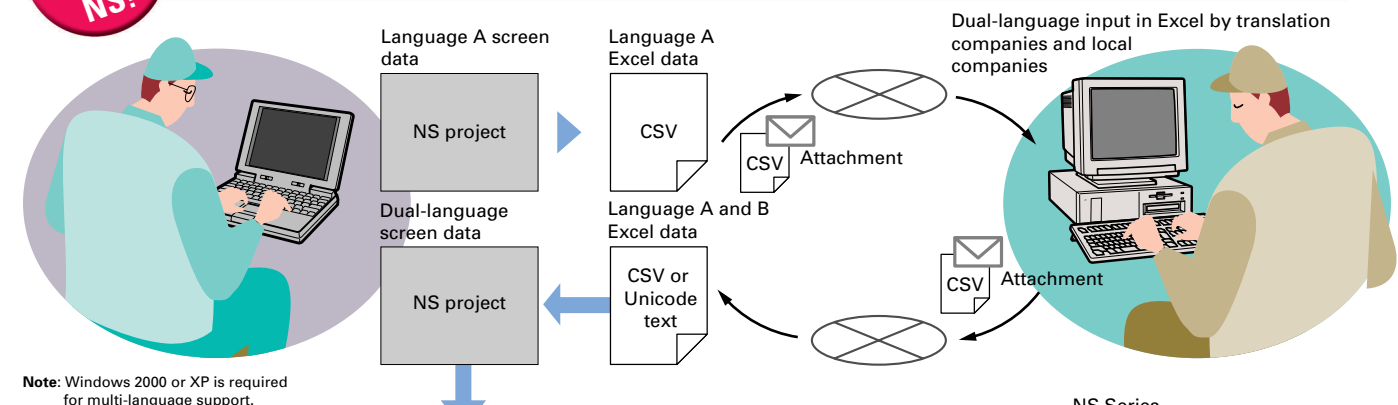 NS!
Language A screen
data
Language A
Excel data
Dual-language input in Excel by translation
companies and local
companies
NS project
CSV
CSV
Attachment
Dual-language
screen data
Language A and B
Excel data
NS project
CSV or
Unicode
text
CSV
Attachment
Note: Windows 2000 or XP is required
for multi-language support.
NS Series